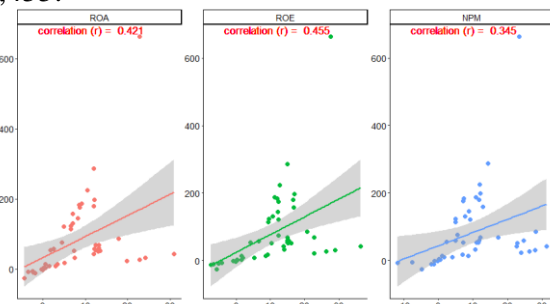 ROA
correlation (r) = 0.421
600
400
200
0
ROE
correlation (r) = 0.455
600
400
200
0
NPM
correlation (r) = 0.345
600
400
200
0